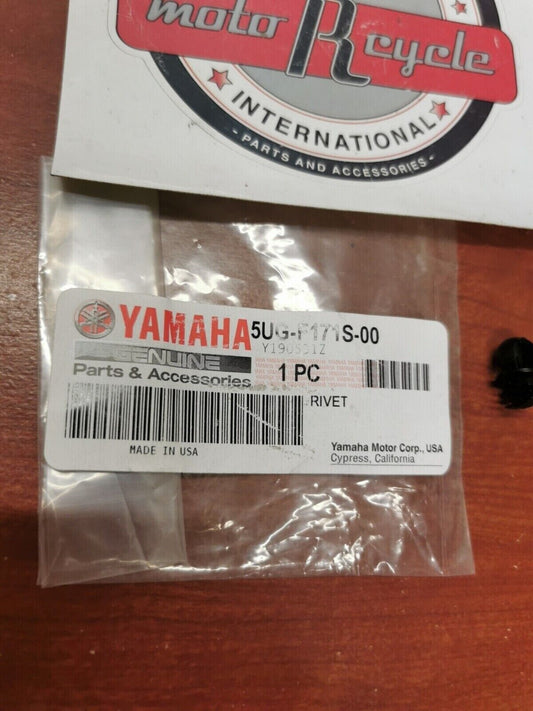 moto R cycle
INTERNATIONAL
- PARTS AND ACCESSORIES -
YAMAHA 5UG-F171S-00
GENUINE
Parts & Accessories
1 PC
RIVET
MADE IN USA
Yamaha Motor Corp., USA
Cypress, California